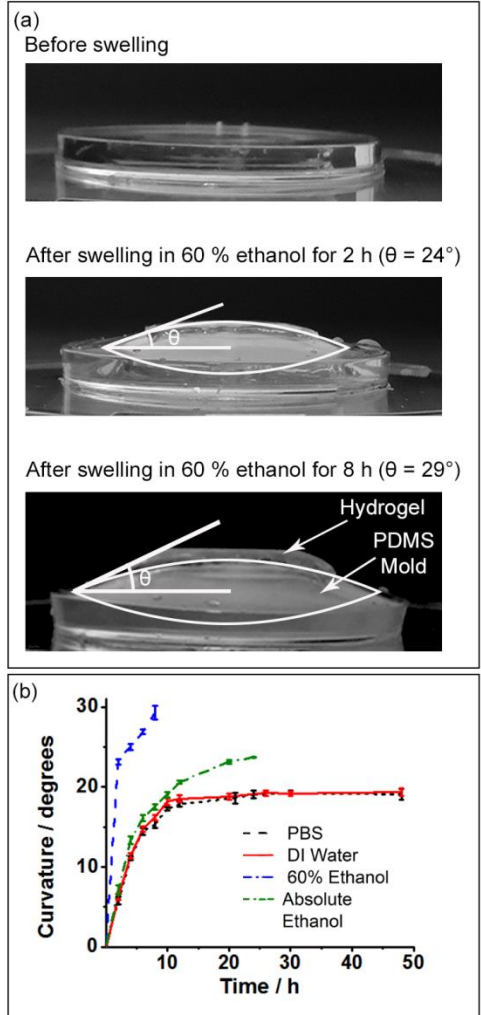 (a)
Before swelling
After swelling in 60 % ethanol for 2 h (θ = 24°)
θ
After swelling in 60 % ethanol for 8 h (θ = 29°)
Hydrogel
PDMS
Mold
θ
(b)
30
20
10
0
Curvature / degrees
PBS
DI Water
60% Ethanol
Absolute
Ethanol
0 10 20 30 40 50
Time / h